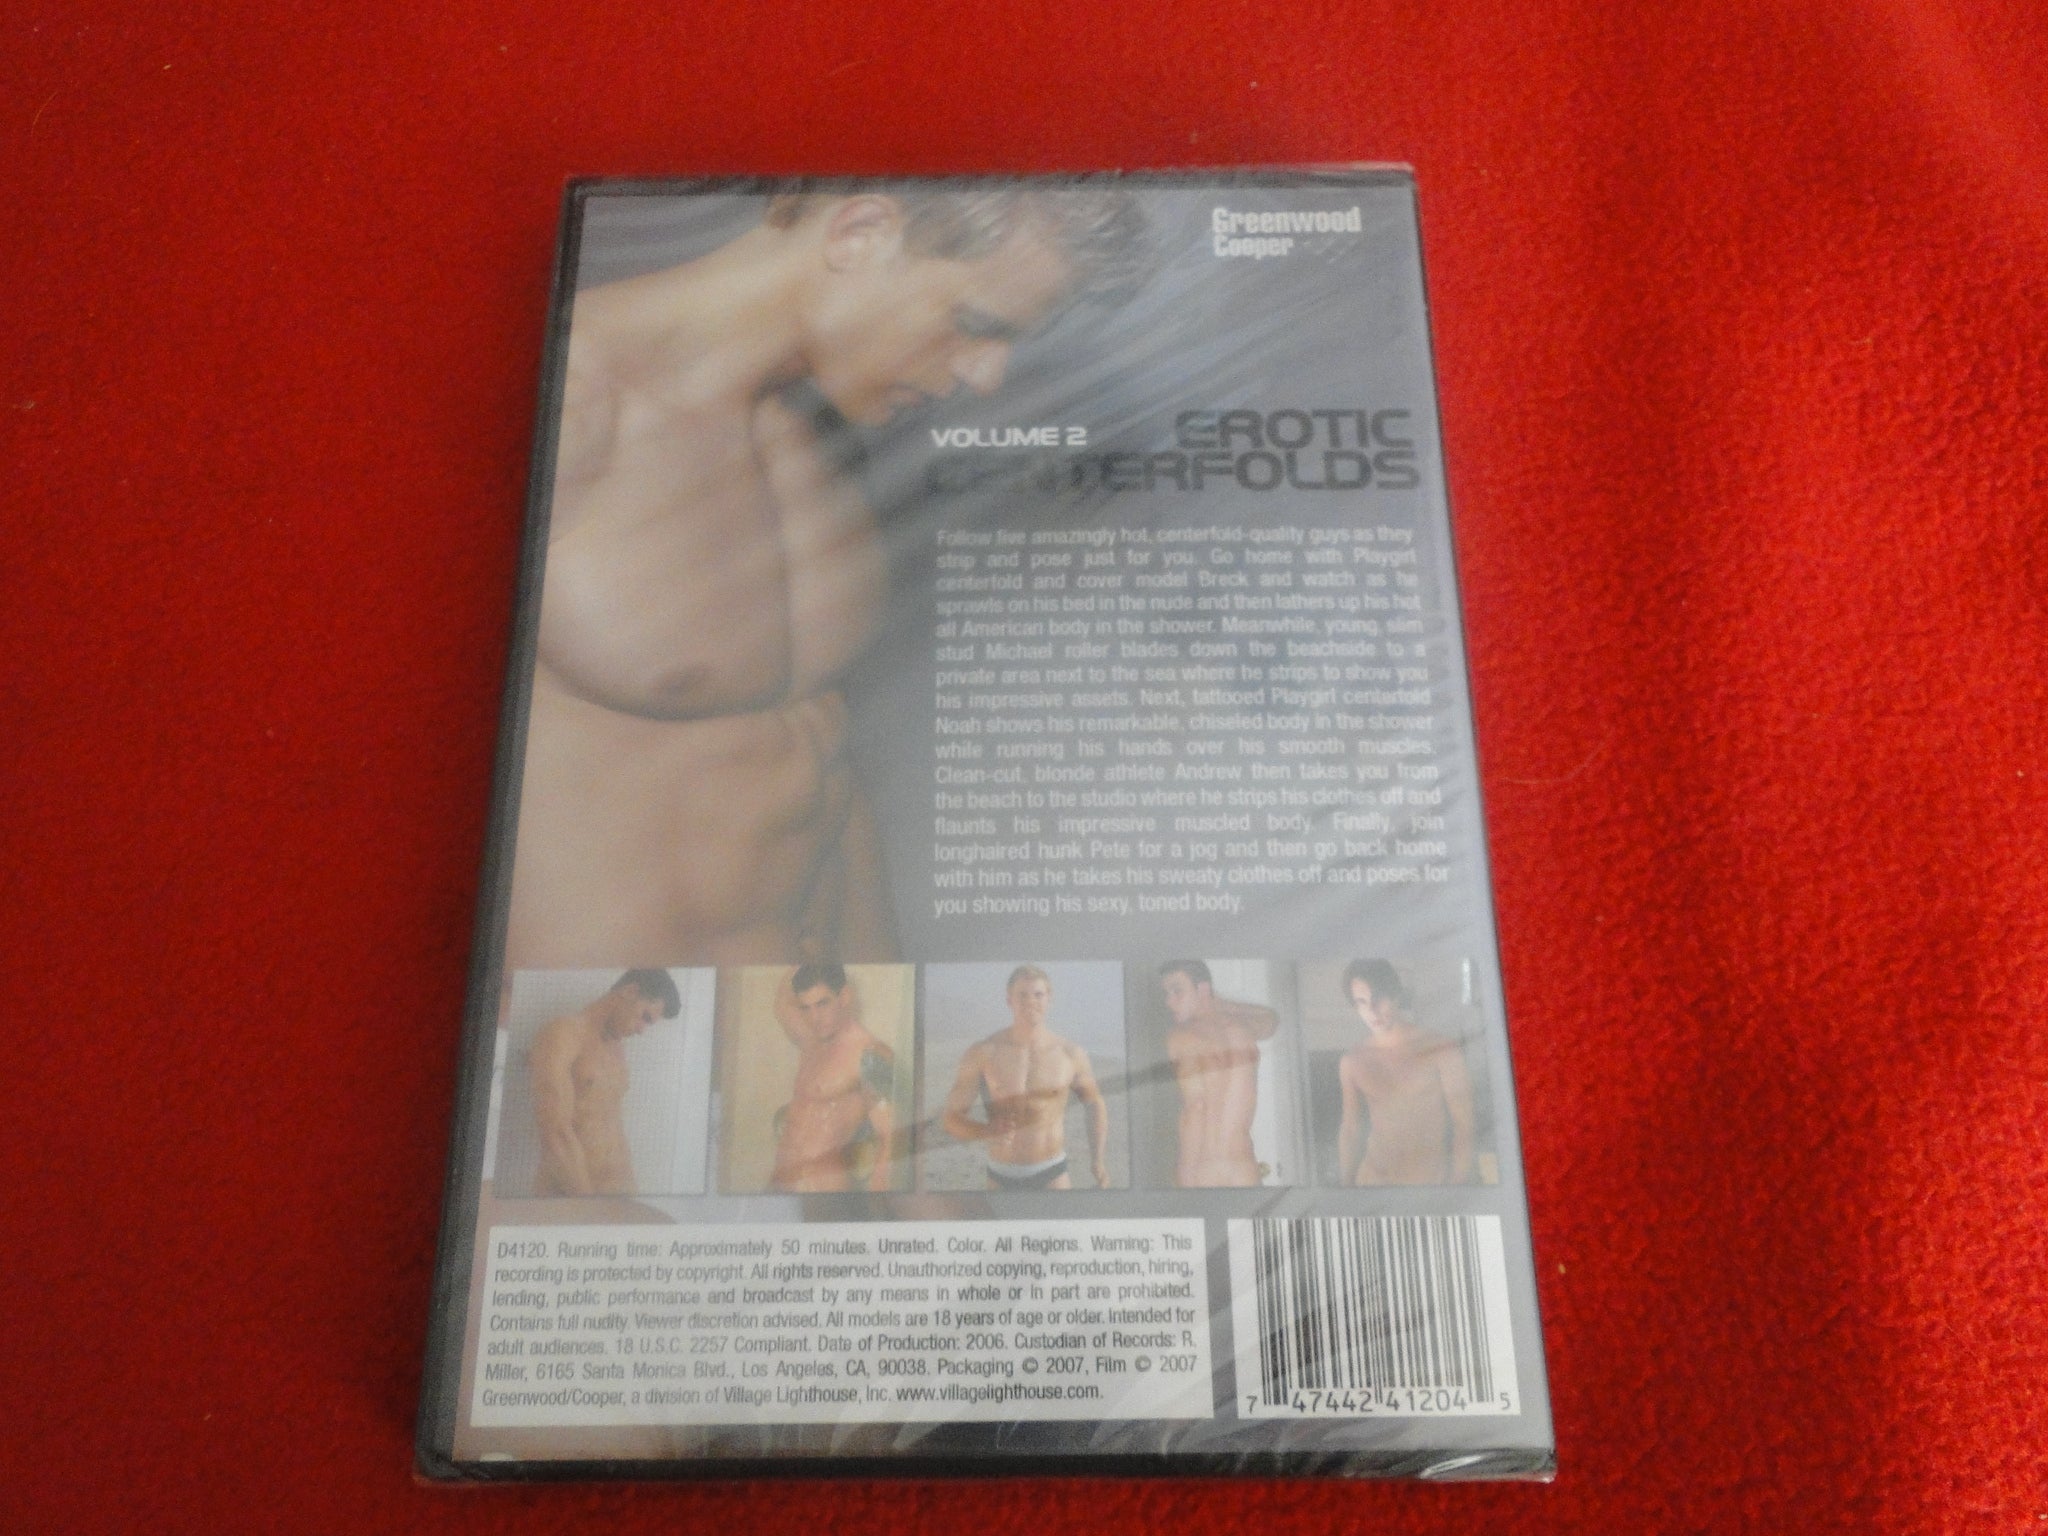 Greenwood
Cooper
VOLUME 2
EROTIC
CENTERFOLDS
Follow five amazingly hot, centerfold-quality guys as they
strip and pose just for you. Go home with Playgirl
centerfold and cover model Breck and watch as he
sprawls on his bed in the nude and then lathers up his hot
all American body in the shower. Meanwhile, young, slim
stud Michael roller blades down the beachside to a
private area next to the sea where he strips to show you
his impressive assets. Next, tattooed Playgirl centerfold
Noah shows his remarkable, chiseled body in the shower
while running his hands over his smooth muscles.
Clean-cut, blonde athlete Andrew then takes you from
the beach to the studio where he strips his clothes off and
flaunts his impressive muscled body. Finally, join
longhaired hunk Pete for a jog and then go back home
with him as he takes his sweaty clothes off and poses for
you showing his sexy, toned body.
D4120. Running time: Approximately 50 minutes. Unrated. Color. All Regions. Warning: This
recording is protected by copyright. All rights reserved. Unauthorized copying, reproduction, hiring,
lending, public performance and broadcast by any means in whole or in part are prohibited.
Contains full nudity. Viewer discretion advised. All models are 18 years of age or older. Intended for
adult audiences. 18 U.S.C. 2257 Compliant. Date of Production: 2006. Custodian of Records: R.
Miller, 6165 Santa Monica Blvd., Los Angeles, CA, 90038. Packaging © 2007, Film © 2007
Greenwood/Cooper, a division of Village Lighthouse, Inc. www.villagelighthouse.com.
7 47442 41204 5